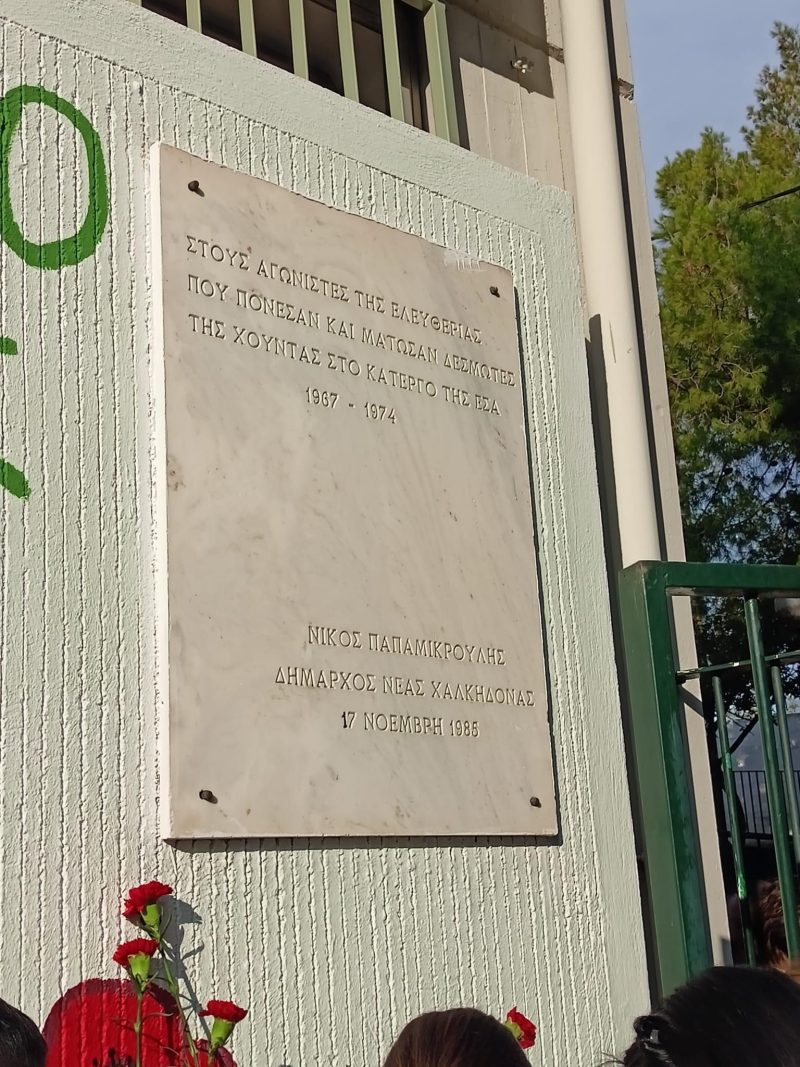 ΣΤΟΥΣ ΑΓΩΝΙΣΤΕΣ ΤΗΣ ΕΛΕΥΘΕΡΙΑΣ
ΠΟΥ ΠΟΝΕΣΑΝ ΚΑΙ ΜΑΤΩΣΑΝ ΔΕΣΜΩΤΕΣ
ΤΗΣ ΧΟΥΝΤΑΣ ΣΤΟ ΚΑΤΕΡΓΟ ΤΗΣ ΕΣΑ
1967 - 1974
ΝΙΚΟΣ ΠΑΠΑΜΙΚΡΟΥΛΗΣ
ΔΗΜΑΡΧΟΣ ΝΕΑΣ ΧΑΛΚΗΔΟΝΑΣ
17 ΝΟΕΜΒΡΗ 1985